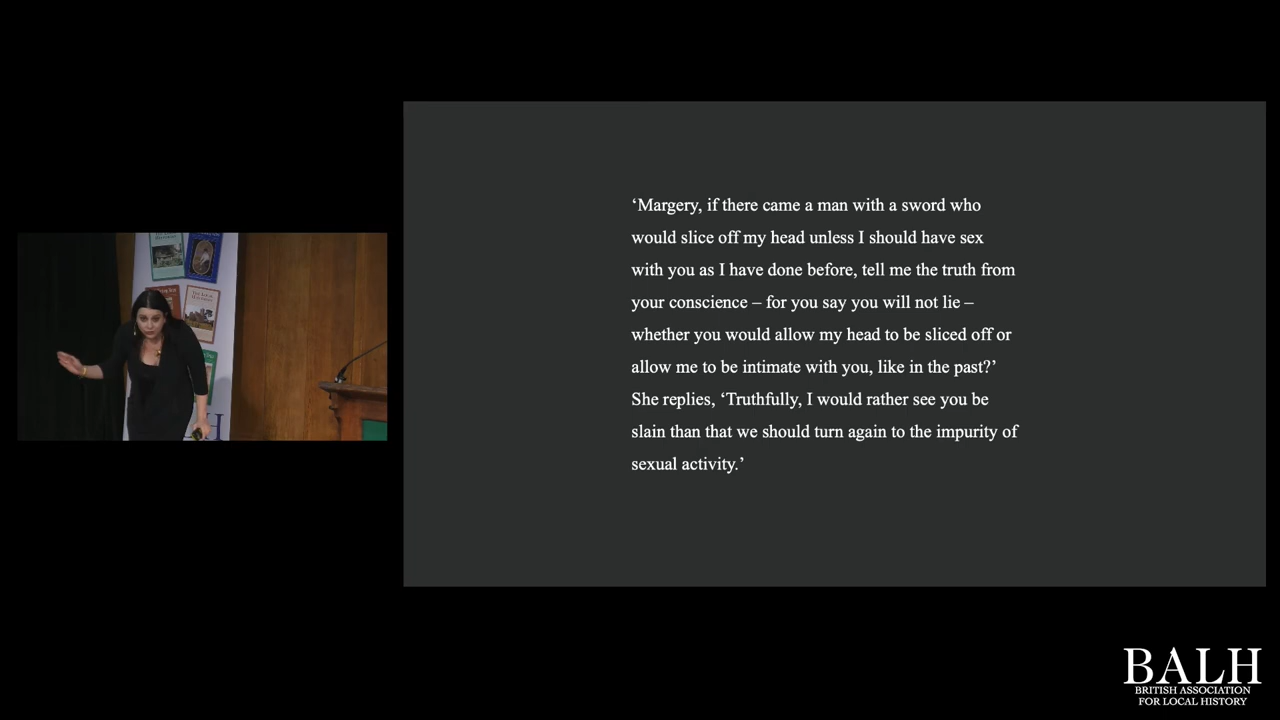 ‘Margery, if there came a man with a sword who
would slice off my head unless I should have sex
with you as I have done before, tell me the truth from
your conscience – for you say you will not lie –
whether you would allow my head to be sliced off or
allow me to be intimate with you, like in the past?’
She replies, ‘Truthfully, I would rather see you be
slain than that we should turn again to the impurity of
sexual activity.’
BALH
BRITISH ASSOCIATION
FOR LOCAL HISTORY